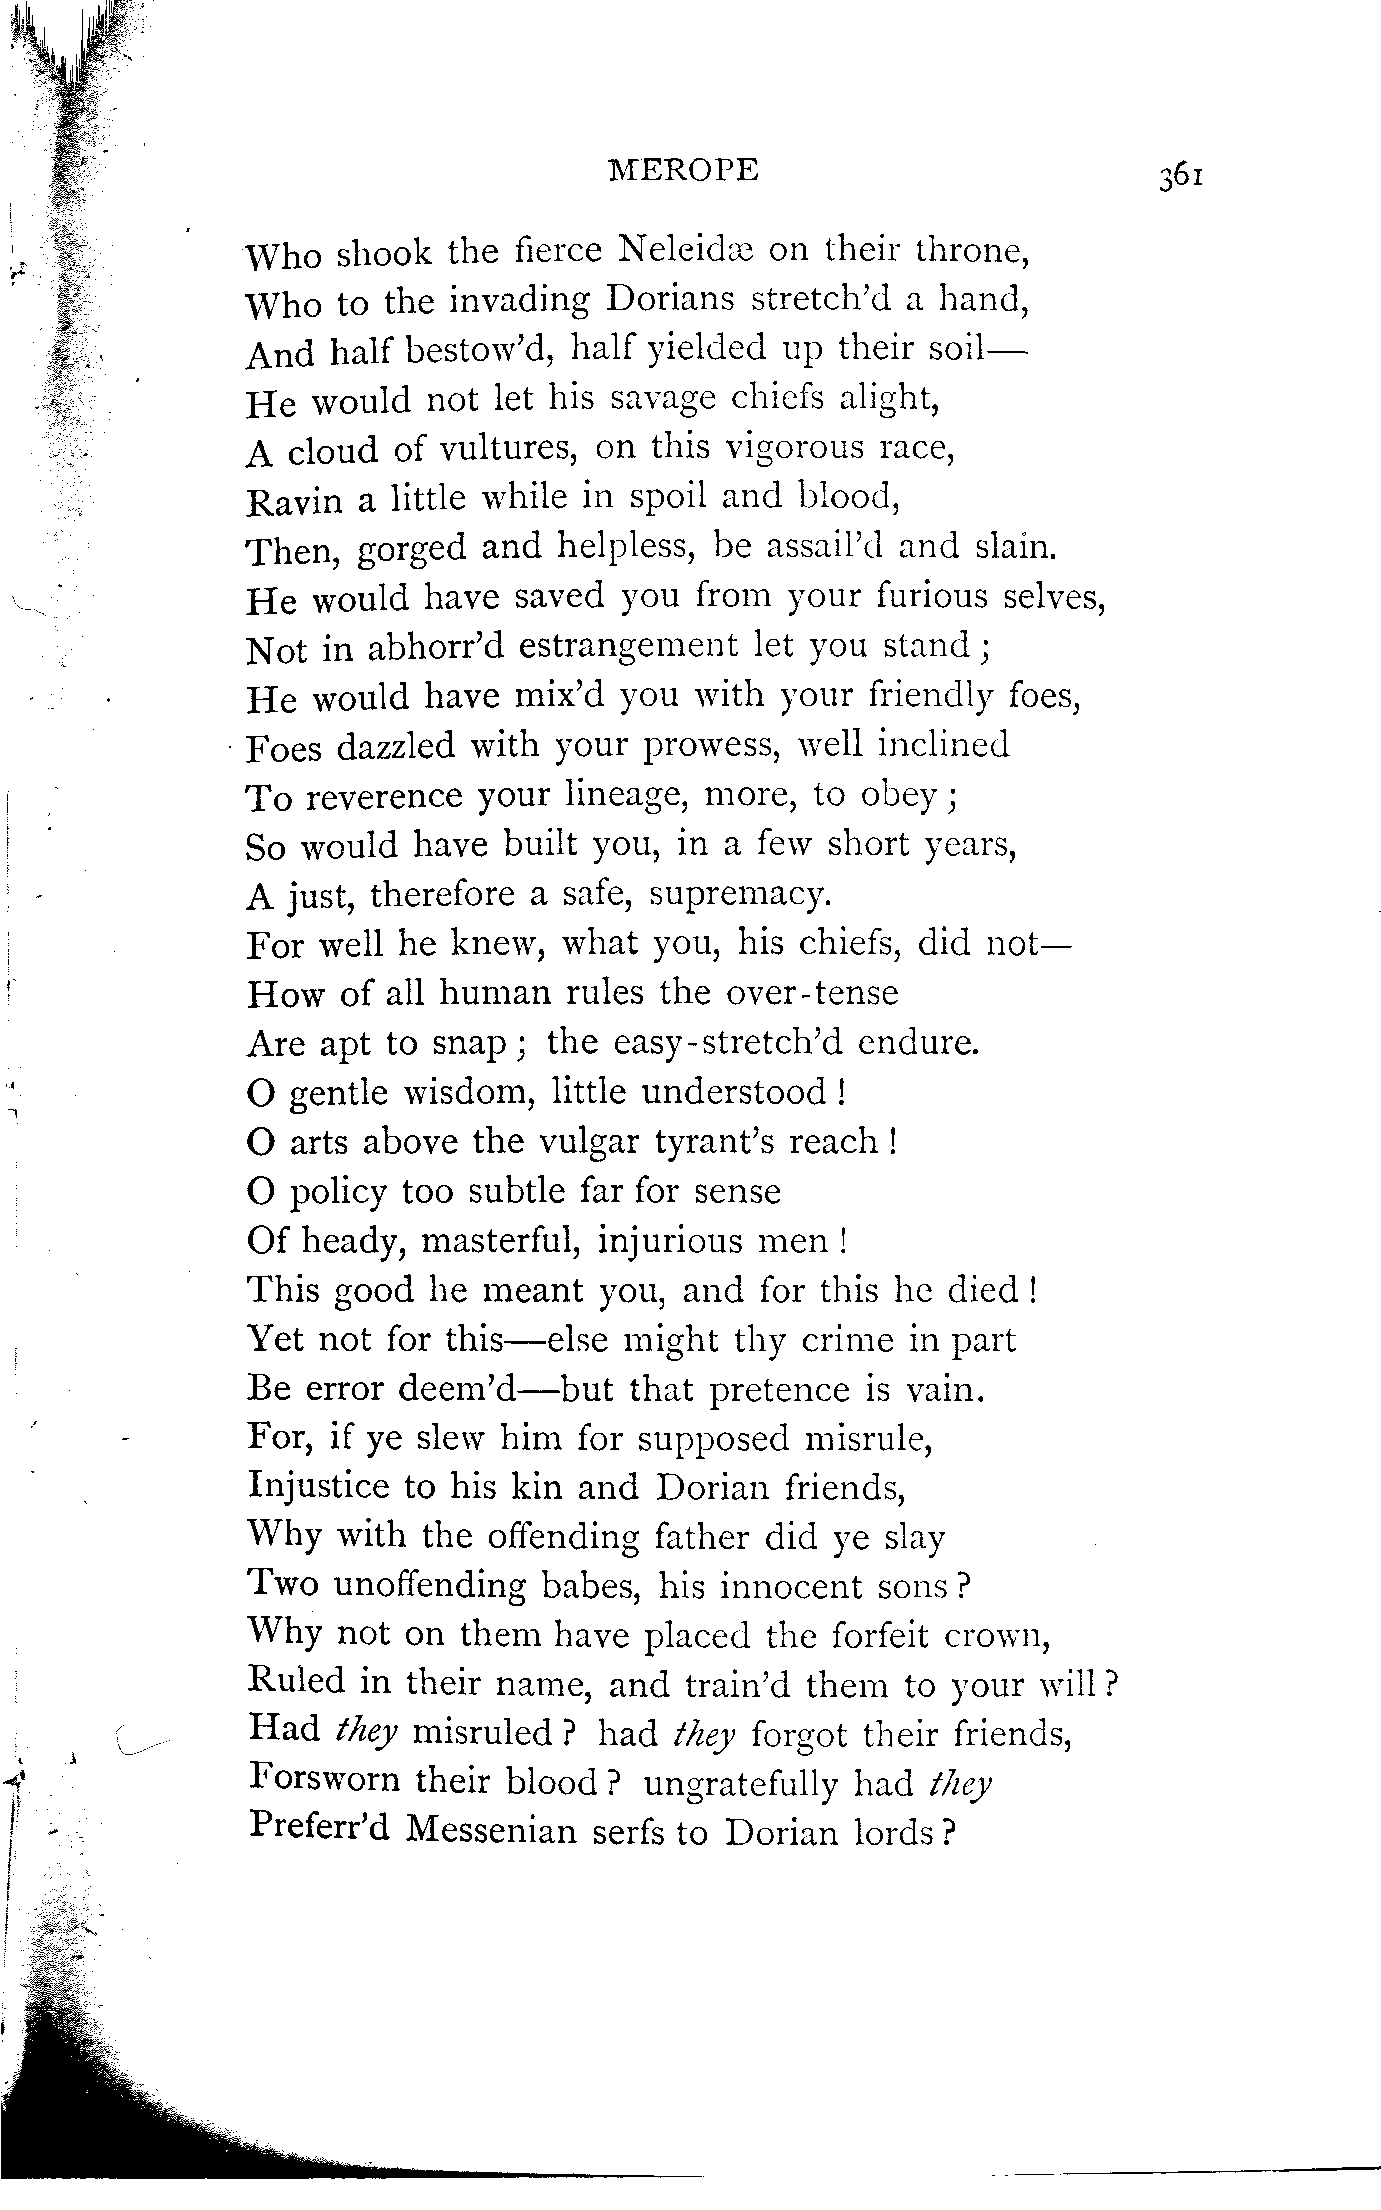 MEROPE 361
Who shook the fierce Neleidæ on their throne,
Who to the invading Dorians stretch'd a hand,
And half bestow'd, half yielded up their soil—
He would not let his savage chiefs alight,
A cloud of vultures, on this vigorous race,
Ravin a little while in spoil and blood,
Then, gorged and helpless, be assail'd and slain.
He would have saved you from your furious selves,
Not in abhorr'd estrangement let you stand ;
He would have mix'd you with your friendly foes,
Foes dazzled with your prowess, well inclined
To reverence your lineage, more, to obey ;
So would have built you, in a few short years,
A just, therefore a safe, supremacy.
For well he knew, what you, his chiefs, did not—
How of all human rules the over-tense
Are apt to snap ; the easy-stretch'd endure.
O gentle wisdom, little understood !
O arts above the vulgar tyrant's reach !
O policy too subtle far for sense
Of heady, masterful, injurious men !
This good he meant you, and for this he died !
Yet not for this—else might thy crime in part
Be error deem'd—but that pretence is vain.
For, if ye slew him for supposed misrule,
Injustice to his kin and Dorian friends,
Why with the offending father did ye slay
Two unoffending babes, his innocent sons ?
Why not on them have placed the forfeit crown,
Ruled in their name, and train'd them to your will ?
Had they misruled ? had they forgot their friends,
Forsworn their blood ? ungratefully had they
Preferr'd Messenian serfs to Dorian lords ?